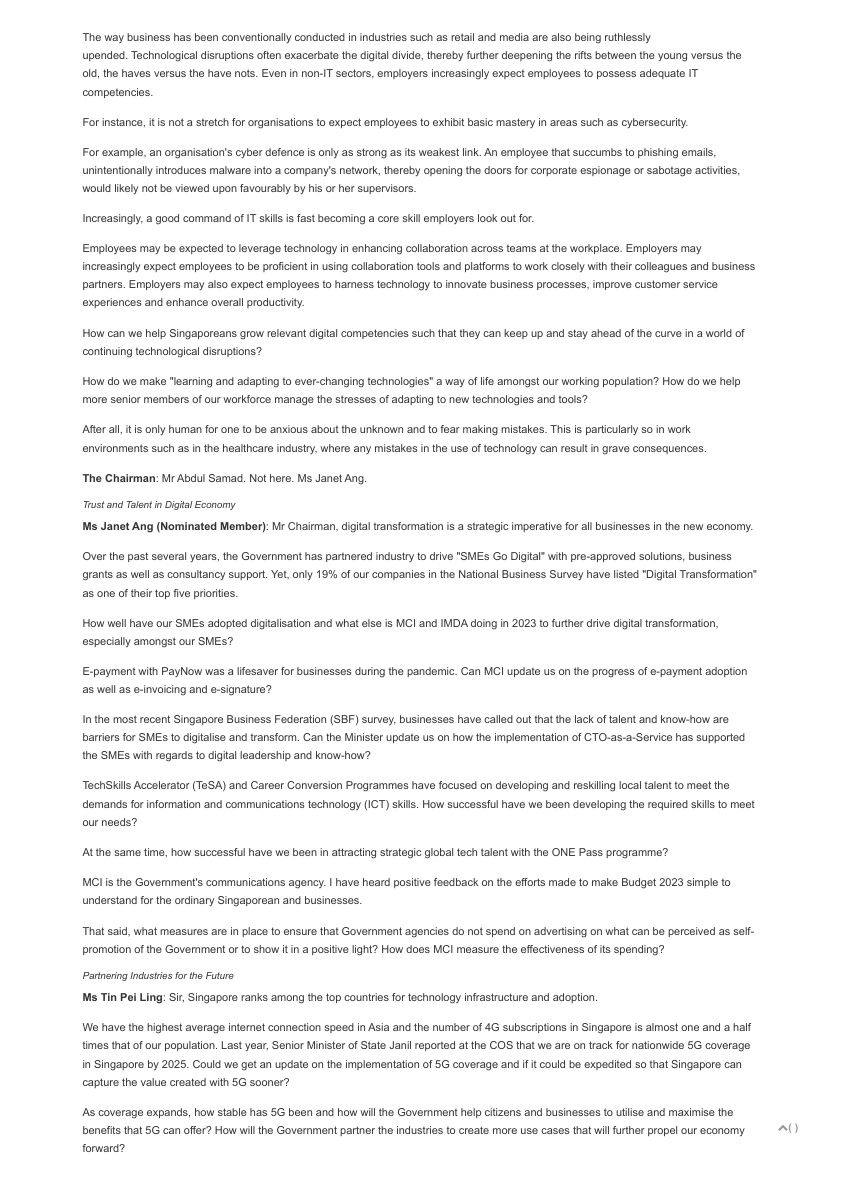 The way business has been conventionally conducted in industries such as retail and media are also being ruthlessly
upended. Technological disruptions often exacerbate the digital divide, thereby further deepening the rifts between the young versus the
old, the haves versus the have nots. Even in non-IT sectors, employers increasingly expect employees to possess adequate IT
competencies.
For instance, it is not a stretch for organisations to expect employees to exhibit basic mastery in areas such as cybersecurity.
For example, an organisation's cyber defence is only as strong as its weakest link. An employee that succumbs to phishing emails,
unintentionally introduces malware into a company's network, thereby opening the doors for corporate espionage or sabotage activities,
would likely not be viewed upon favourably by his or her supervisors.
Increasingly, a good command of IT skills is fast becoming a core skill employers look out for.
Employees may be expected to leverage technology in enhancing collaboration across teams at the workplace. Employers may
increasingly expect employees to be proficient in using collaboration tools and platforms to work closely with their colleagues and business
partners. Employers may also expect employees to harness technology to innovate business processes, improve customer service
experiences and enhance overall productivity.
How can we help Singaporeans grow relevant digital competencies such that they can keep up and stay ahead of the curve in a world of
continuing technological disruptions?
How do we make "learning and adapting to ever-changing technologies" a way of life amongst our working population? How do we help
more senior members of our workforce manage the stresses of adapting to new technologies and tools?
After all, it is only human for one to be anxious about the unknown and to fear making mistakes. This is particularly so in work
environments such as in the healthcare industry, where any mistakes in the use of technology can result in grave consequences.
The Chairman: Mr Abdul Samad. Not here. Ms Janet Ang.
Trust and Talent in Digital Economy
Ms Janet Ang (Nominated Member): Mr Chairman, digital transformation is a strategic imperative for all businesses in the new economy.
Over the past several years, the Government has partnered industry to drive "SMEs Go Digital" with pre-approved solutions, business
grants as well as consultancy support. Yet, only 19% of our companies in the National Business Survey have listed "Digital Transformation"
as one of their top five priorities.
How well have our SMEs adopted digitalisation and what else is MCI and IMDA doing in 2023 to further drive digital transformation,
especially amongst our SMEs?
E-payment with PayNow was a lifesaver for businesses during the pandemic. Can MCI update us on the progress of e-payment adoption
as well as e-invoicing and e-signature?
In the most recent Singapore Business Federation (SBF) survey, businesses have called out that the lack of talent and know-how are
barriers for SMEs to digitalise and transform. Can the Minister update us on how the implementation of CTO-as-a-Service has supported
the SMEs with regards to digital leadership and know-how?
TechSkills Accelerator (TeSA) and Career Conversion Programmes have focused on developing and reskilling local talent to meet the
demands for information and communications technology (ICT) skills. How successful have we been developing the required skills to meet
our needs?
At the same time, how successful have we been in attracting strategic global tech talent with the ONE Pass programme?
MCI is the Government's communications agency. I have heard positive feedback on the efforts made to make Budget 2023 simple to
understand for the ordinary Singaporean and businesses.
That said, what measures are in place to ensure that Government agencies do not spend on advertising on what can be perceived as self-
promotion of the Government or to show it in a positive light? How does MCI measure the effectiveness of its spending?
Partnering Industries for the Future
Ms Tin Pei Ling: Sir, Singapore ranks among the top countries for technology infrastructure and adoption.
We have the highest average internet connection speed in Asia and the number of 4G subscriptions in Singapore is almost one and a half
times that of our population. Last year, Senior Minister of State Janil reported at the COS that we are on track for nationwide 5G coverage
in Singapore by 2025. Could we get an update on the implementation of 5G coverage and if it could be expedited so that Singapore can
capture the value created with 5G sooner?
As coverage expands, how stable has 5G been and how will the Government help citizens and businesses to utilise and maximise the
benefits that 5G can offer? How will the Government partner the industries to create more use cases that will further propel our economy
forward?
( )